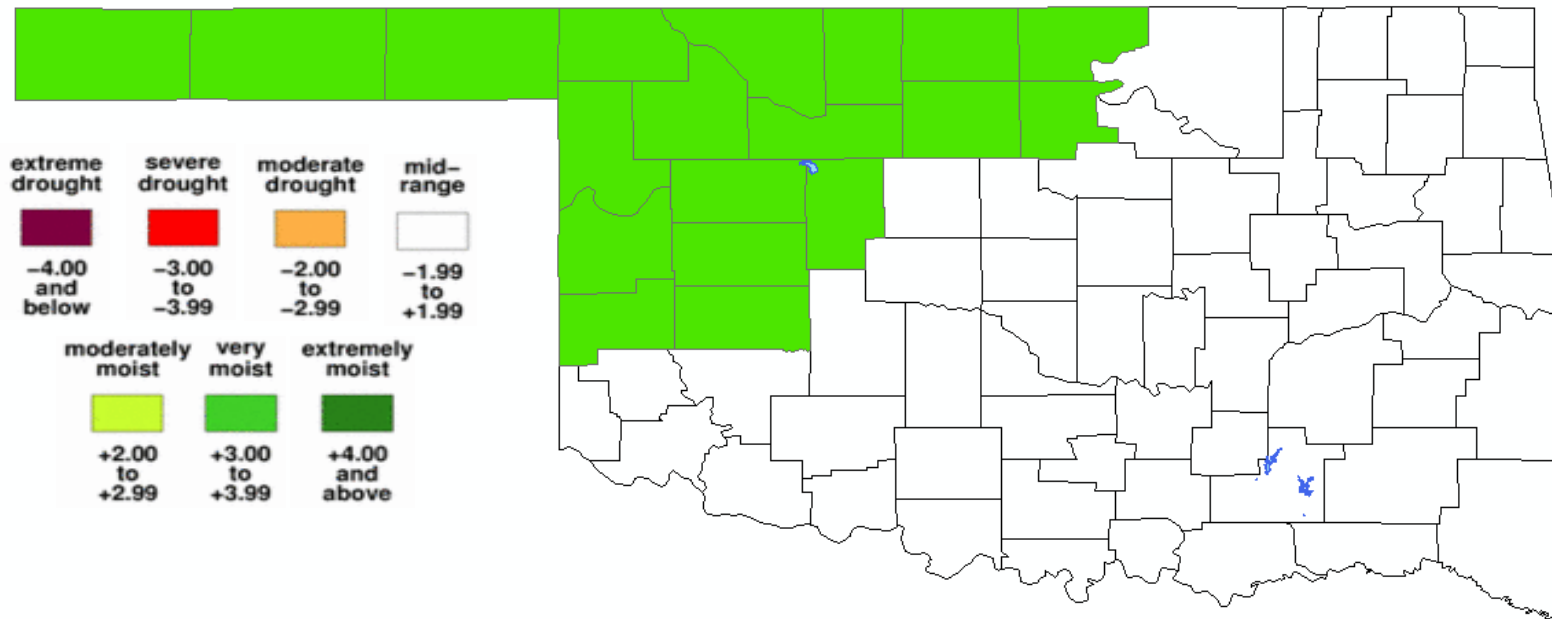 extreme drought
severe drought
moderate drought
mid–range
−4.00 and below
−3.00 to −3.99
−2.00 to −2.99
−1.99 to +1.99
moderately moist
very moist
extremely moist
+2.00 to +2.99
+3.00 to +3.99
+4.00 and above